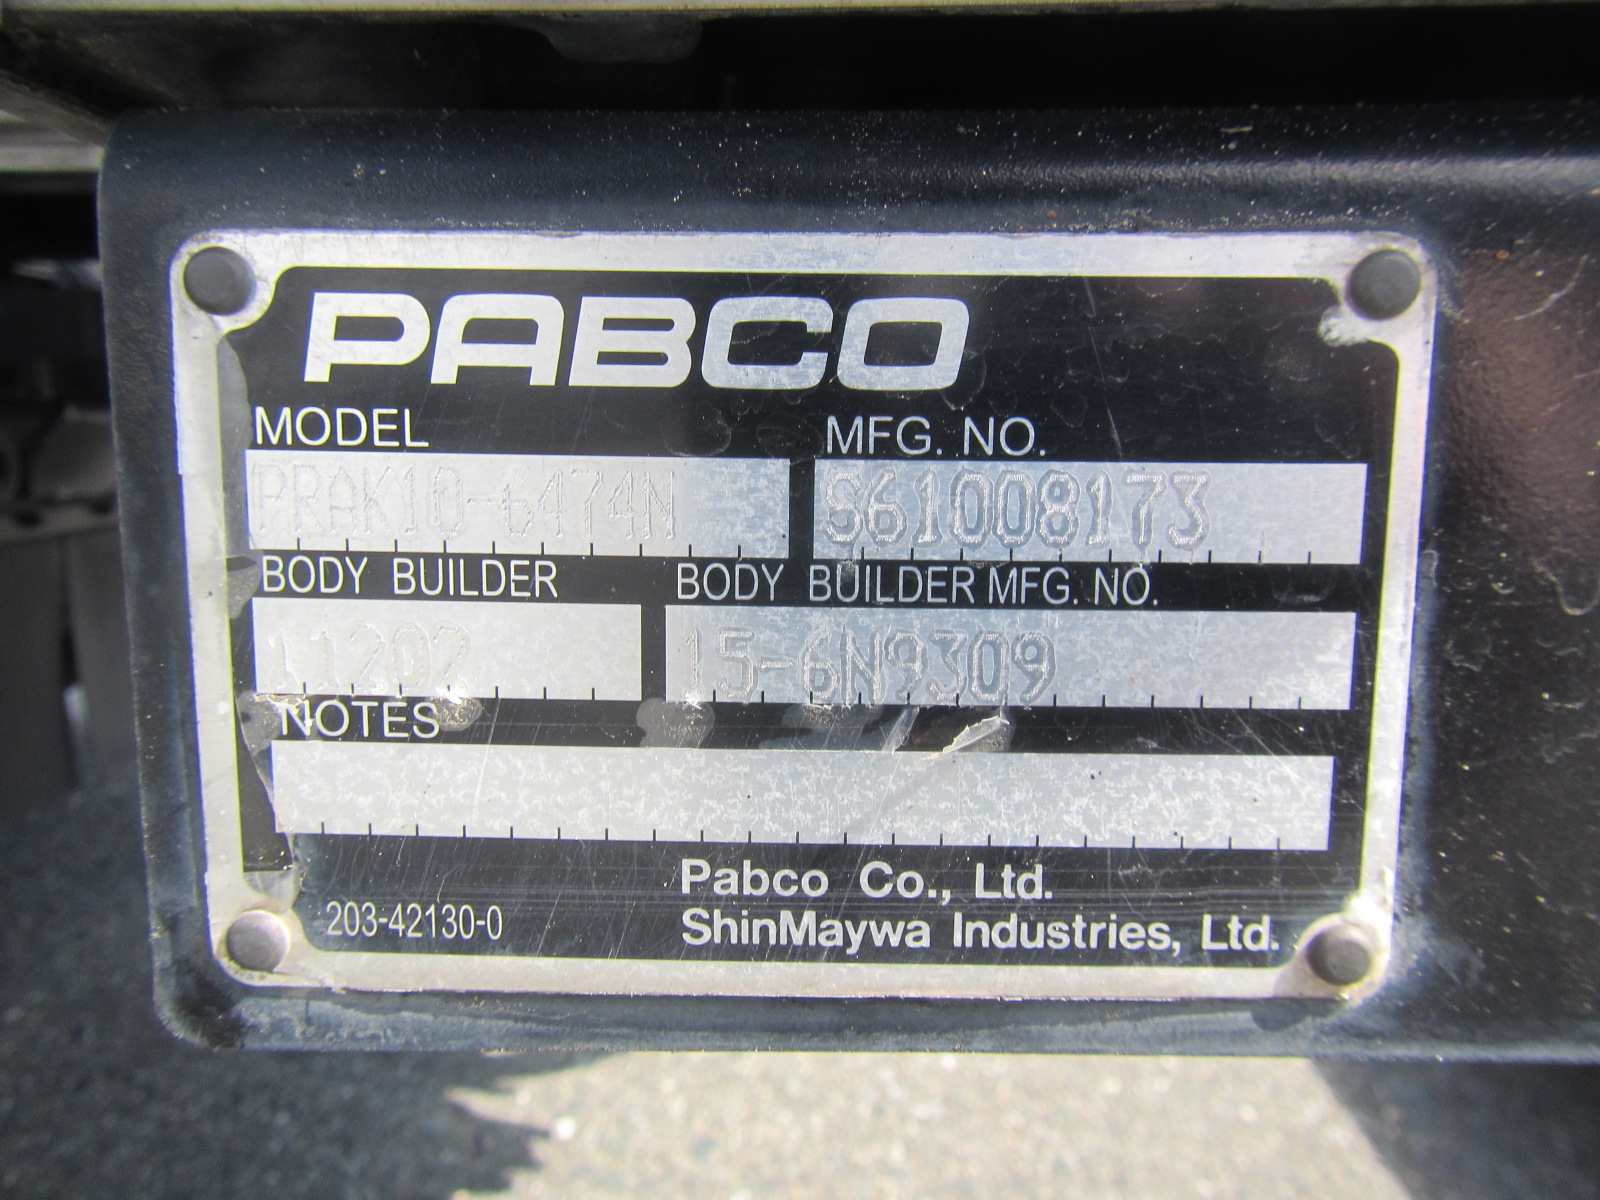 PABCO
MODEL MFG. NO.
PRAK10-6474N S61008173
BODY BUILDER BODY BUILDER MFG. NO.
11202 15-6N9309
NOTES
Pabco Co., Ltd.
203-42130-0 ShinMaywa Industries, Ltd.